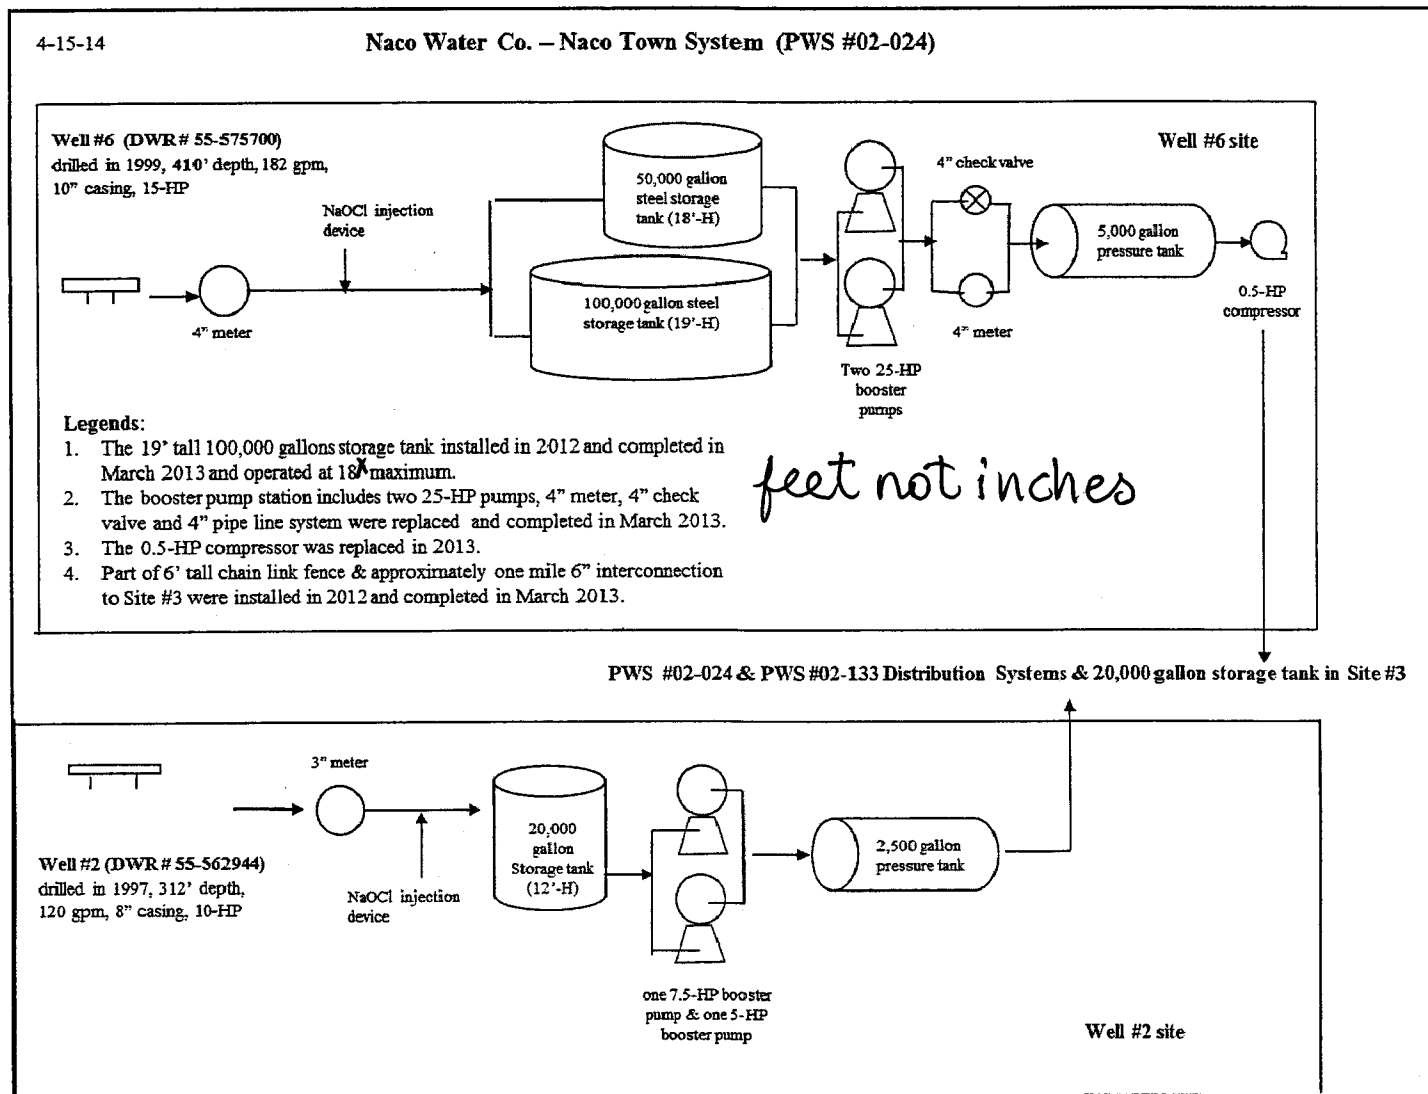 4-15-14
Naco Water Co. – Naco Town System (PWS #02-024)
Well #6 (DWR# 55-575700)
drilled in 1999, 410' depth, 182 gpm,
10" casing, 15-HP
Well #6 site
NaOCl injection
device
50,000 gallon
steel storage
tank (18'-H)
4" check valve
5,000 gallon
pressure tank
100,000 gallon steel
storage tank (19'-H)
4" meter
4" meter
0.5-HP
compressor
Two 25-HP
booster
pumps
Legends:
1. The 19' tall 100,000 gallons storage tank installed in 2012 and completed in
March 2013 and operated at 18 maximum.
feet not inches
2. The booster pump station includes two 25-HP pumps, 4" meter, 4" check
valve and 4" pipe line system were replaced and completed in March 2013.
3. The 0.5-HP compressor was replaced in 2013.
4. Part of 6' tall chain link fence & approximately one mile 6" interconnection
to Site #3 were installed in 2012 and completed in March 2013.
PWS #02-024 & PWS #02-133 Distribution Systems & 20,000 gallon storage tank in Site #3
3" meter
20,000
gallon
Storage tank
(12'-H)
2,500 gallon
pressure tank
Well #2 (DWR# 55-562944)
drilled in 1997, 312' depth,
120 gpm, 8" casing, 10-HP
NaOCl injection
device
one 7.5-HP booster
pump & one 5-HP
booster pump
Well #2 site